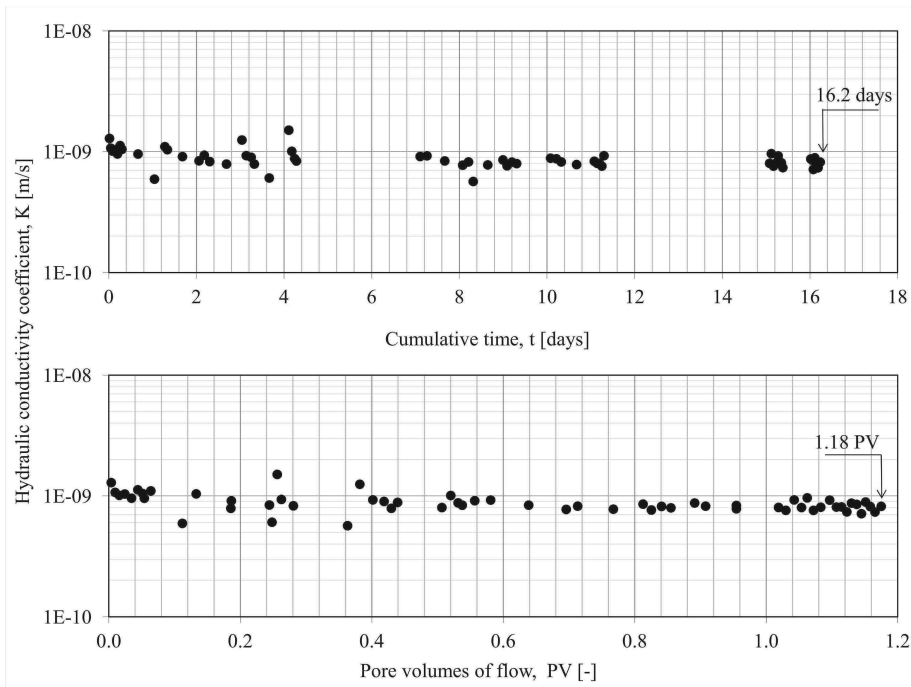 1E-08
16.2 days
1E-09
1E-10
0 2 4 6 8 10 12 14 16 18
Cumulative time, t [days]
Hydraulic conductivity coefficient, K [m/s]
1E-08
1.18 PV
1E-09
1E-10
0.0 0.2 0.4 0.6 0.8 1.0 1.2
Pore volumes of flow, PV [-]